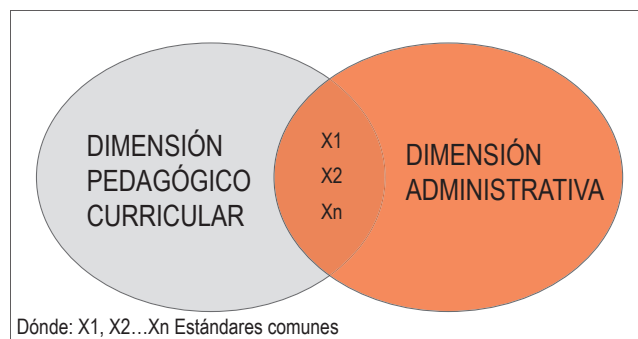 DIMENSIÓN
PEDAGÓGICO
CURRICULAR
X1
X2
Xn
DIMENSIÓN
ADMINISTRATIVA
Dónde: X1, X2...Xn Estándares comunes